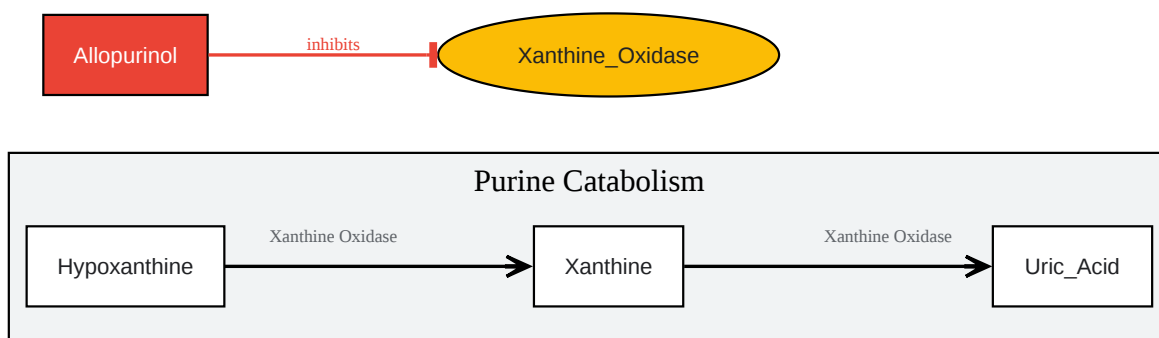 Allopurinol
inhibits
Xanthine_Oxidase
Purine Catabolism
Hypoxanthine
Xanthine Oxidase
Xanthine
Xanthine Oxidase
Uric_Acid